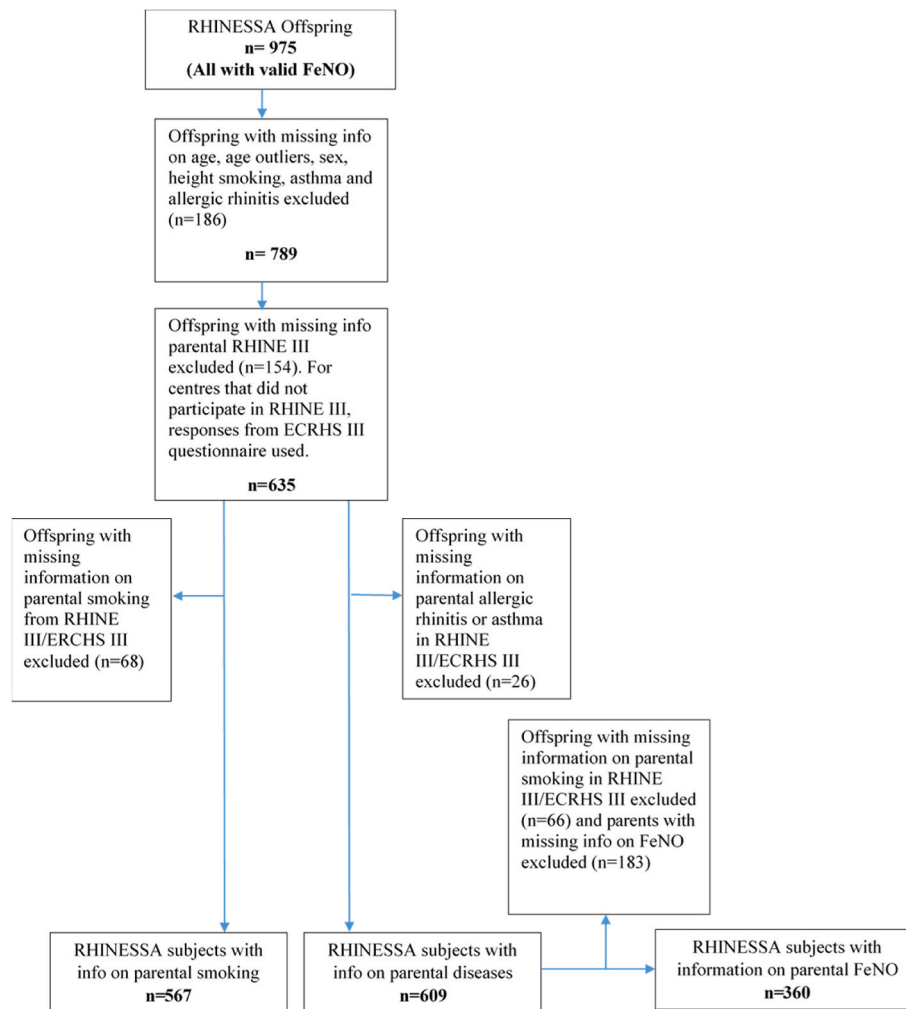 RHINESSA Offspring
n= 975
(All with valid FeNO)
Offspring with missing info
on age, age outliers, sex,
height smoking, asthma and
allergic rhinitis excluded
(n=186)
n= 789
Offspring with missing info
parental RHINE III
excluded (n=154). For
centres that did not
participate in RHINE III,
responses from ECRHS III
questionnaire used.
n=635
Offspring with
missing
information on
parental smoking
from RHINE
III/ERCHS III
excluded (n=68)
Offspring with
missing
information on
parental allergic
rhinitis or asthma
in RHINE
III/ECRHS III
excluded (n=26)
Offspring with missing
information on parental
smoking in RHINE
III/ECRHS III excluded
(n=66) and parents with
missing info on FeNO
excluded (n=183)
RHINESSA subjects with
info on parental smoking
n=567
RHINESSA subjects with
info on parental diseases
n=609
RHINESSA subjects with
information on parental FeNO
n=360